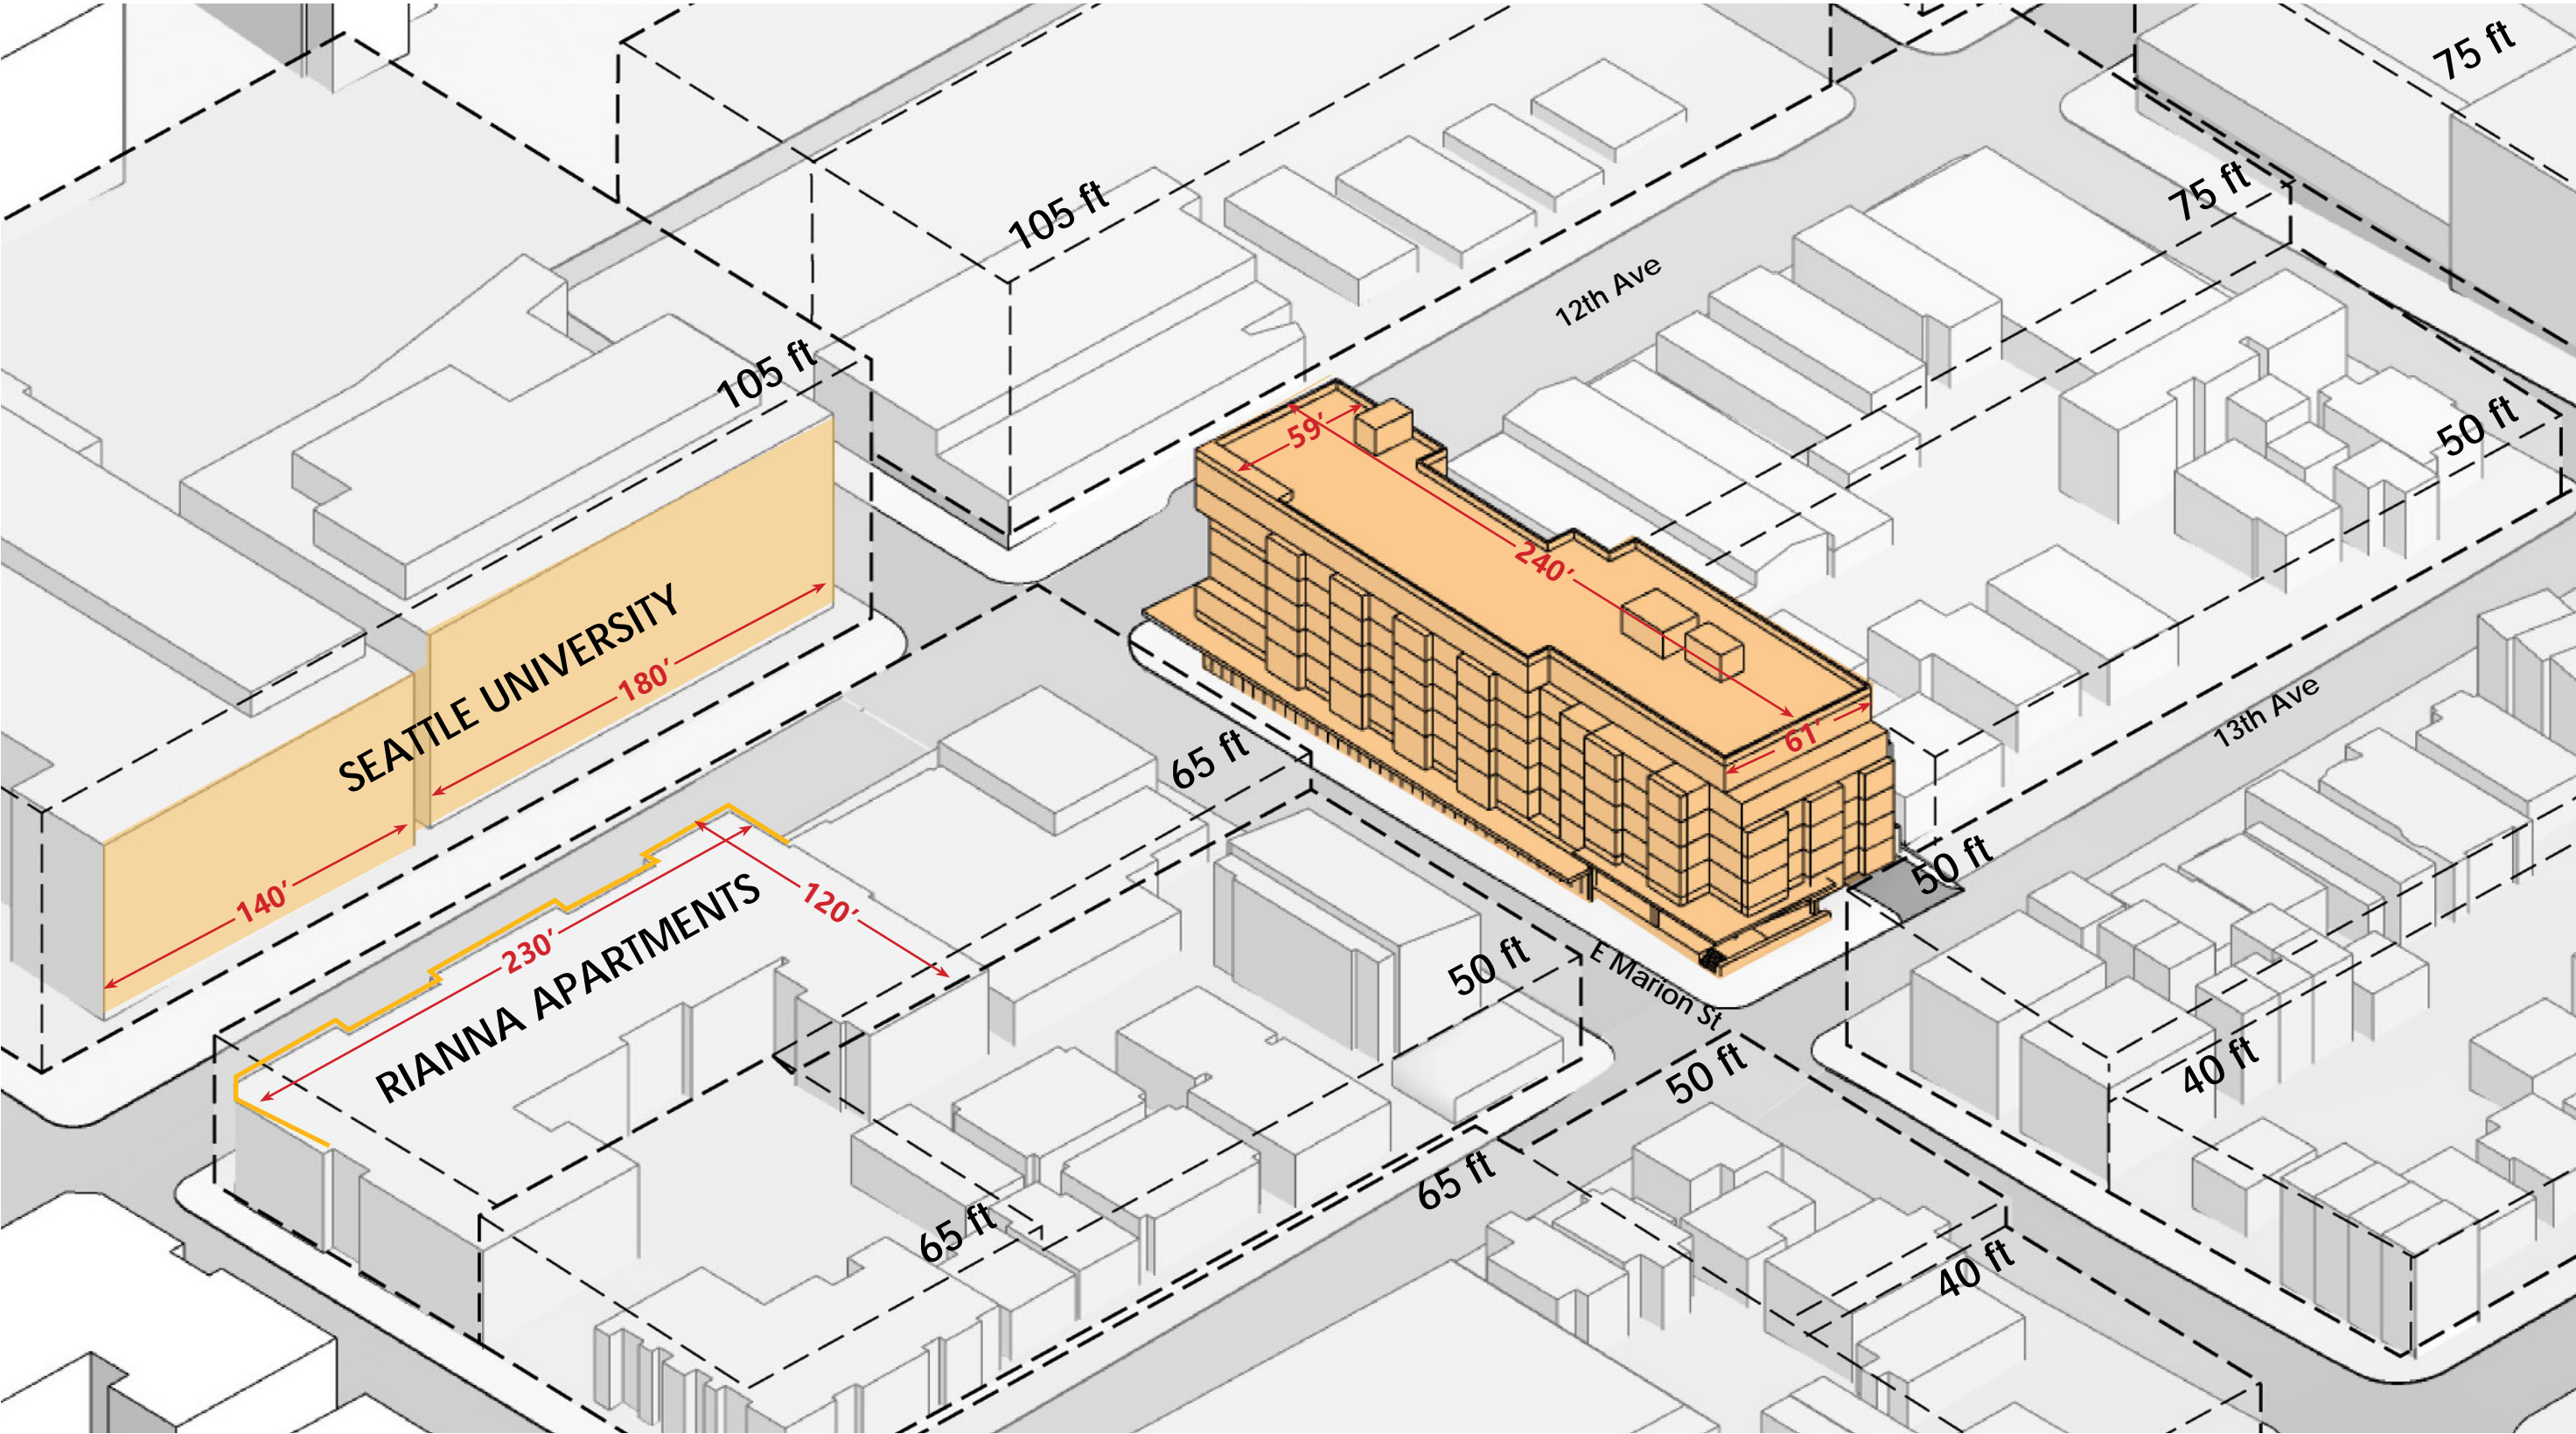 75 ft
75 ft
105 ft
12th Ave
105 ft
50 ft
59′
240′
SEATTLE UNIVERSITY
180′
13th Ave
61′
65 ft
140′
120′
50 ft
230′
RIANNA APARTMENTS
50 ft
E Marion St
50 ft
40 ft
65 ft
65 ft
40 ft